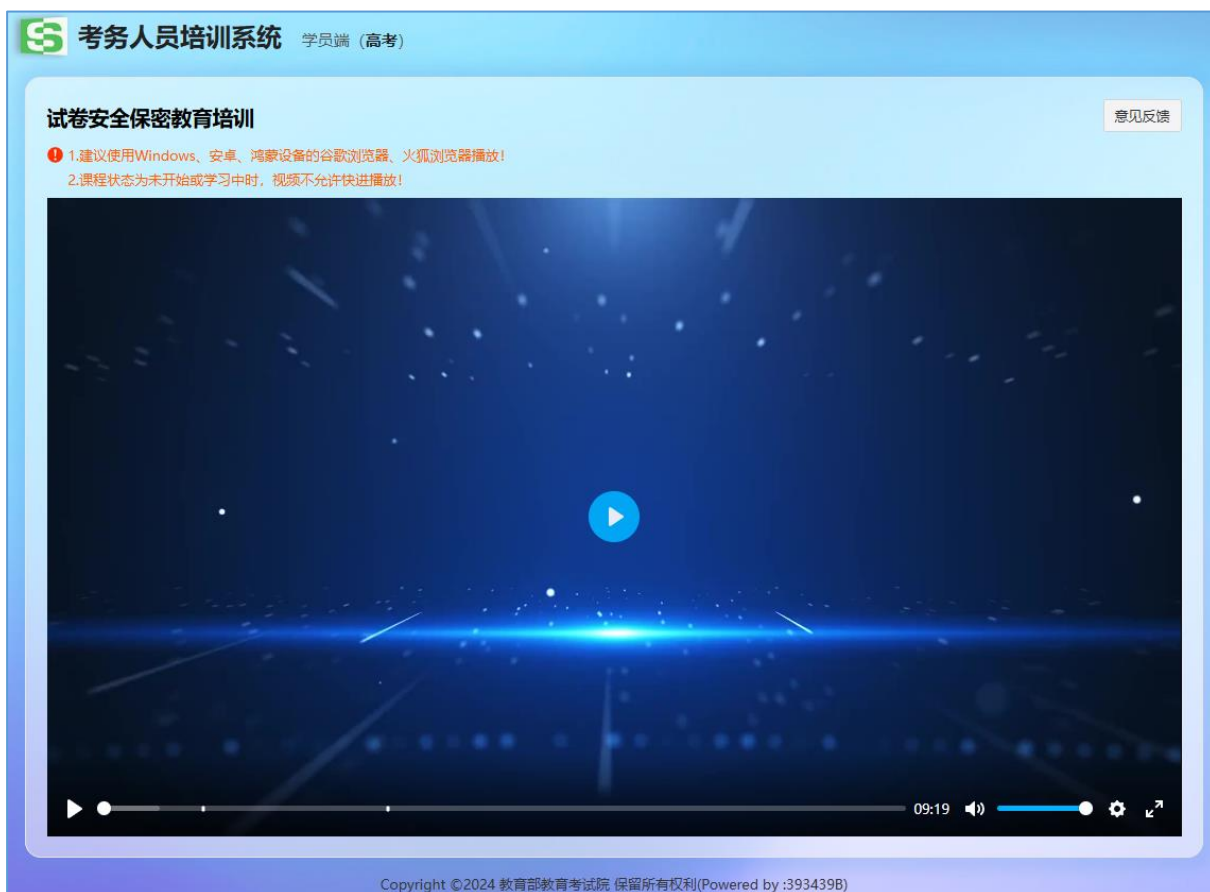 考务人员培训系统 学员端 (高考)
试卷安全保密教育培训
意见反馈
1.建议使用Windows、安卓、鸿蒙设备的谷歌浏览器、火狐浏览器播放!
2.课程状态为未开始或学习中时，视频不允许快进播放!
09:19
Copyright ©2024 教育部教育考试院 保留所有权利(Powered by :393439B)